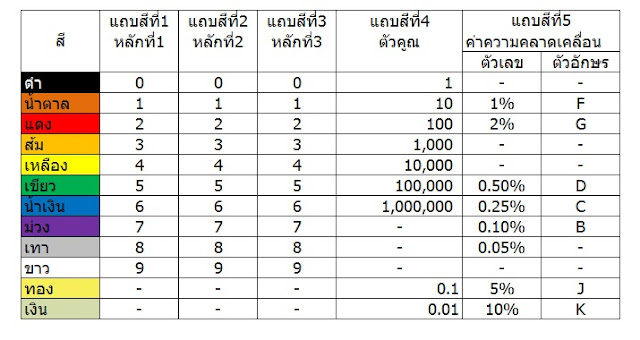 สี แถบสีที่1 หลักที่1 แถบสีที่2 หลักที่2 แถบสีที่3 หลักที่3 แถบสีที่4 ตัวคูณ แถบสีที่5 ค่าความคลาดเคลื่อน
ตัวเลข ตัวอักษร
ดำ 0 0 0 1 - -
น้ำตาล 1 1 1 10 1% F
แดง 2 2 2 100 2% G
ส้ม 3 3 3 1,000 - -
เหลือง 4 4 4 10,000 - -
เขียว 5 5 5 100,000 0.50% D
น้ำเงิน 6 6 6 1,000,000 0.25% C
ม่วง 7 7 7 - 0.10% B
เทา 8 8 8 - 0.05% -
ขาว 9 9 9 - - -
ทอง - - - 0.1 5% J
เงิน - - - 0.01 10% K